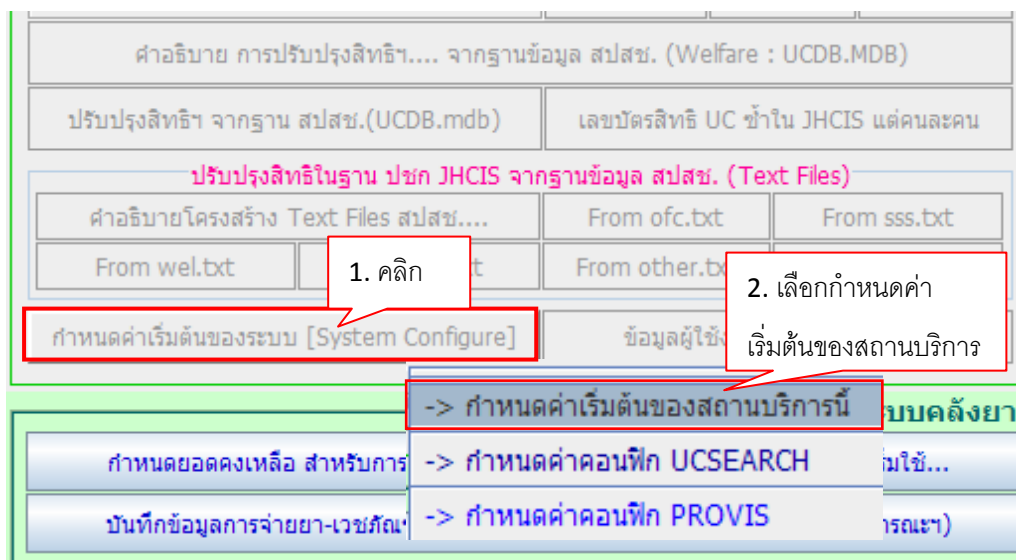 คำอธิบาย การปรับปรุงสิทธิฯ.... จากฐานข้อมูล สปสช. (Welfare : UCDB.MDB)
ปรับปรุงสิทธิฯ จากฐาน สปสช.(UCDB.mdb)
เลขบัตรสิทธิ UC ซ้ำใน JHCIS แต่คนละคน
ปรับปรุงสิทธิในฐาน ปชก JHCIS จากฐานข้อมูล สปสช. (Text Files)
คำอธิบายโครงสร้าง Text Files สปสช....
From ofc.txt
From sss.txt
From wel.txt
1. คลิก
From other.tx
2. เลือกกำหนดค่า
เริ่มต้นของสถานบริการ
กำหนดค่าเริ่มต้นของระบบ [System Configure]
ข้อมูลผู้ใช้
-> กำหนดค่าเริ่มต้นของสถานบริการนี้
-> กำหนดค่าคอนฟิก UCSEARCH
-> กำหนดค่าคอนฟิก PROVIS
บบคลังยา
กำหนดยอดคงเหลือ สำหรับการ
ิ่มใช้...
บันทึกข้อมูลการจ่ายยา-เวชภัณ
ารณะฯ)